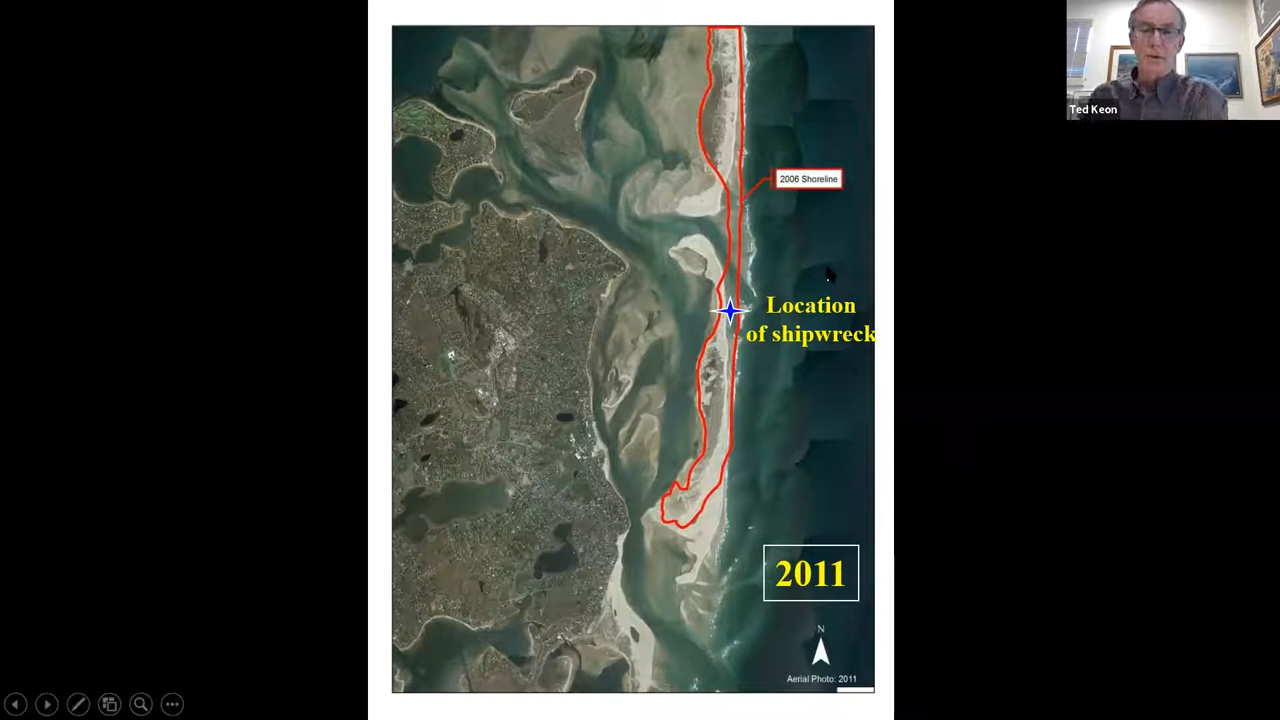 Ted Keon
2006 Shoreline
Location
of shipwreck
2011
N
Aerial Photo: 2011